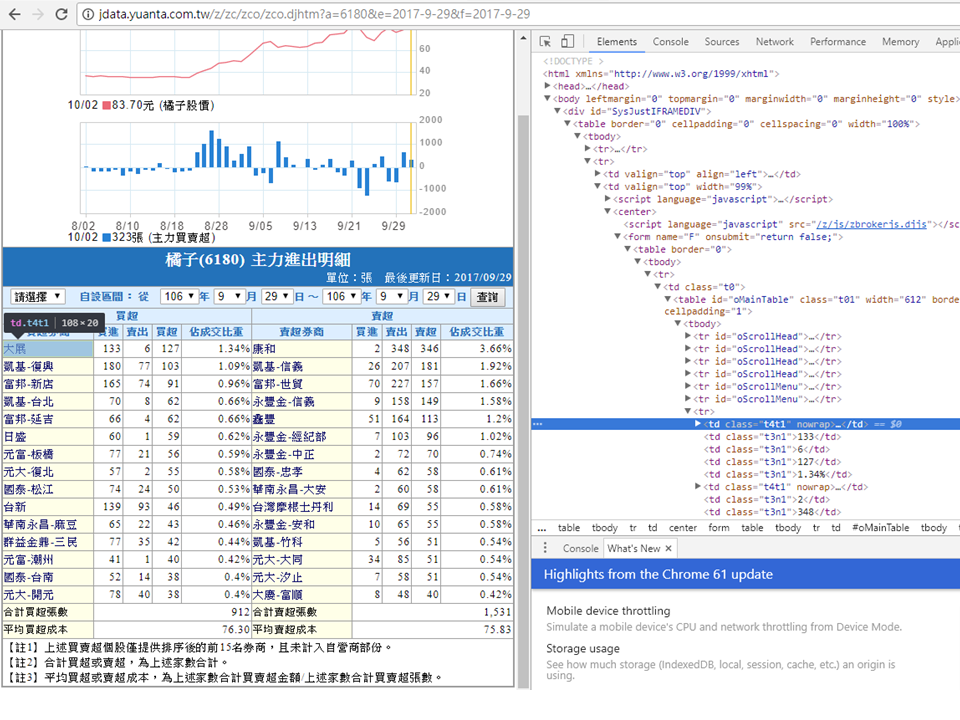 jdata.yuanta.com.tw/z/zc/zco/zco.djhtm?a=6180&e=2017-9-29&f=2017-9-29
60
40
20
10/02 83.70元 (橘子股價)
2000
1000
0
-1000
-2000
8/02 8/10 8/18 8/28 9/05 9/13 9/21 9/29
10/02 323張 (主力買賣超)
橘子(6180) 主力進出明細
單位：張 最後更新日：2017/09/29
請選擇 自設區間： 從 106 年 9 月 29 日 ～ 106 年 9 月 29 日 查詢
買超 賣超
td.t4t1 108×20
買進 賣出 買超 佔成交比重 賣超券商 買進 賣出 賣超 佔成交比重
大展 133 6 127 1.34% 康和 2 348 346 3.66%
凱基-復興 180 77 103 1.09% 凱基-信義 26 207 181 1.92%
富邦-新店 165 74 91 0.96% 富邦-世貿 70 227 157 1.66%
凱基-台北 70 8 62 0.66% 永豐金-信義 9 158 149 1.58%
富邦-延吉 66 4 62 0.66% 鑫豐 51 164 113 1.2%
日盛 60 1 59 0.62% 永豐金-經紀部 7 103 96 1.02%
元富-板橋 77 21 56 0.59% 永豐金-中正 2 72 70 0.74%
元大-復北 57 2 55 0.58% 國泰-忠孝 4 62 58 0.61%
國泰-松江 74 24 50 0.53% 華南永昌-大安 2 60 58 0.61%
台新 139 93 46 0.49% 台灣摩根士丹利 14 69 55 0.58%
華南永昌-麻豆 65 22 43 0.46% 永豐金-安和 10 65 55 0.58%
群益金鼎-三民 77 35 42 0.44% 凱基-竹科 5 56 51 0.54%
元富-潮州 41 1 40 0.42% 元大-大同 34 85 51 0.54%
國泰-台南 52 14 38 0.4% 元大-汐止 7 58 51 0.54%
元大-開元 78 40 38 0.4% 大慶-富順 8 48 40 0.42%
合計買超張數 912 合計賣超張數 1,531
平均買超成本 76.30 平均賣超成本 75.83
【註1】上述買賣超個股僅提供排序後的前15名券商，且未計入自營商部份。
【註2】合計買超或賣超，為上述家數合計。
【註3】平均買超或賣超成本，為上述家數合計買賣超金額/上述家數合計買賣超張數。
Elements Console Sources Network Performance Memory Appli
<!DOCTYPE >
<html xmlns="http://www.w3.org/1999/xhtml">
<head>…</head>
<body leftmargin="0" topmargin="0" marginwidth="0" marginheight="0" style>
<div id="SysJustIFRAMEDIV">
<table border="0" cellpadding="0" cellspacing="0" width="100%">
<tbody>
<tr>…</tr>
<tr>
<td valign="top" align="left">…</td>
<td valign="top" width="99%">
<script language="javascript">…</script>
<center>
<script language="javascript" src="/z/js/zbrokerjs.djjs"></sc
<form name="F" onsubmit="return false;">
<table border="0">
<tbody>
<tr>
<td class="t0">
<table id="oMainTable" class="t01" width="612" border=
cellpadding="1">
<tbody>
<tr id="oScrollHead">…</tr>
<tr id="oScrollHead">…</tr>
<tr id="oScrollHead">…</tr>
<tr id="oScrollHead">…</tr>
<tr id="oScrollMenu">…</tr>
<tr id="oScrollMenu">…</tr>
<tr>
… <td class="t4t1" nowrap>…</td> == $0
<td class="t3n1">133</td>
<td class="t3n1">6</td>
<td class="t3n1">127</td>
<td class="t3n1">1.34%</td>
<td class="t4t1" nowrap>…</td>
<td class="t3n1">2</td>
<td class="t3n1">348</td>
… table tbody tr td center form table tbody tr td #oMainTable tbody
Console What's New ×
Highlights from the Chrome 61 update
Mobile device throttling
Simulate a mobile device's CPU and network throttling from Device Mode.
Storage usage
See how much storage (IndexedDB, local, session, cache, etc.) an origin is
using.